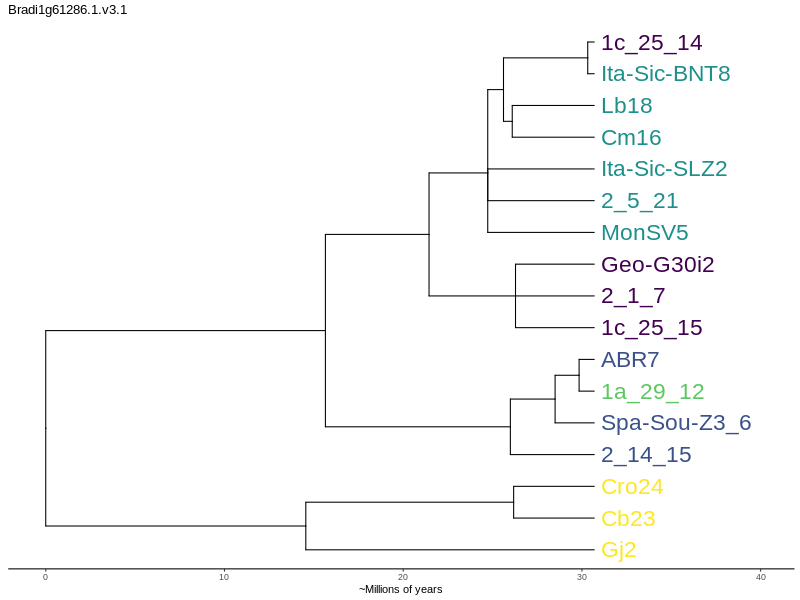 Bradi1g61286.1.v3.1
1c_25_14
Ita-Sic-BNT8
Lb18
Cm16
Ita-Sic-SLZ2
2_5_21
MonSV5
Geo-G30i2
2_1_7
1c_25_15
ABR7
1a_29_12
Spa-Sou-Z3_6
2_14_15
Cro24
Cb23
Gj2
0 10 20 30 40
~Millions of years